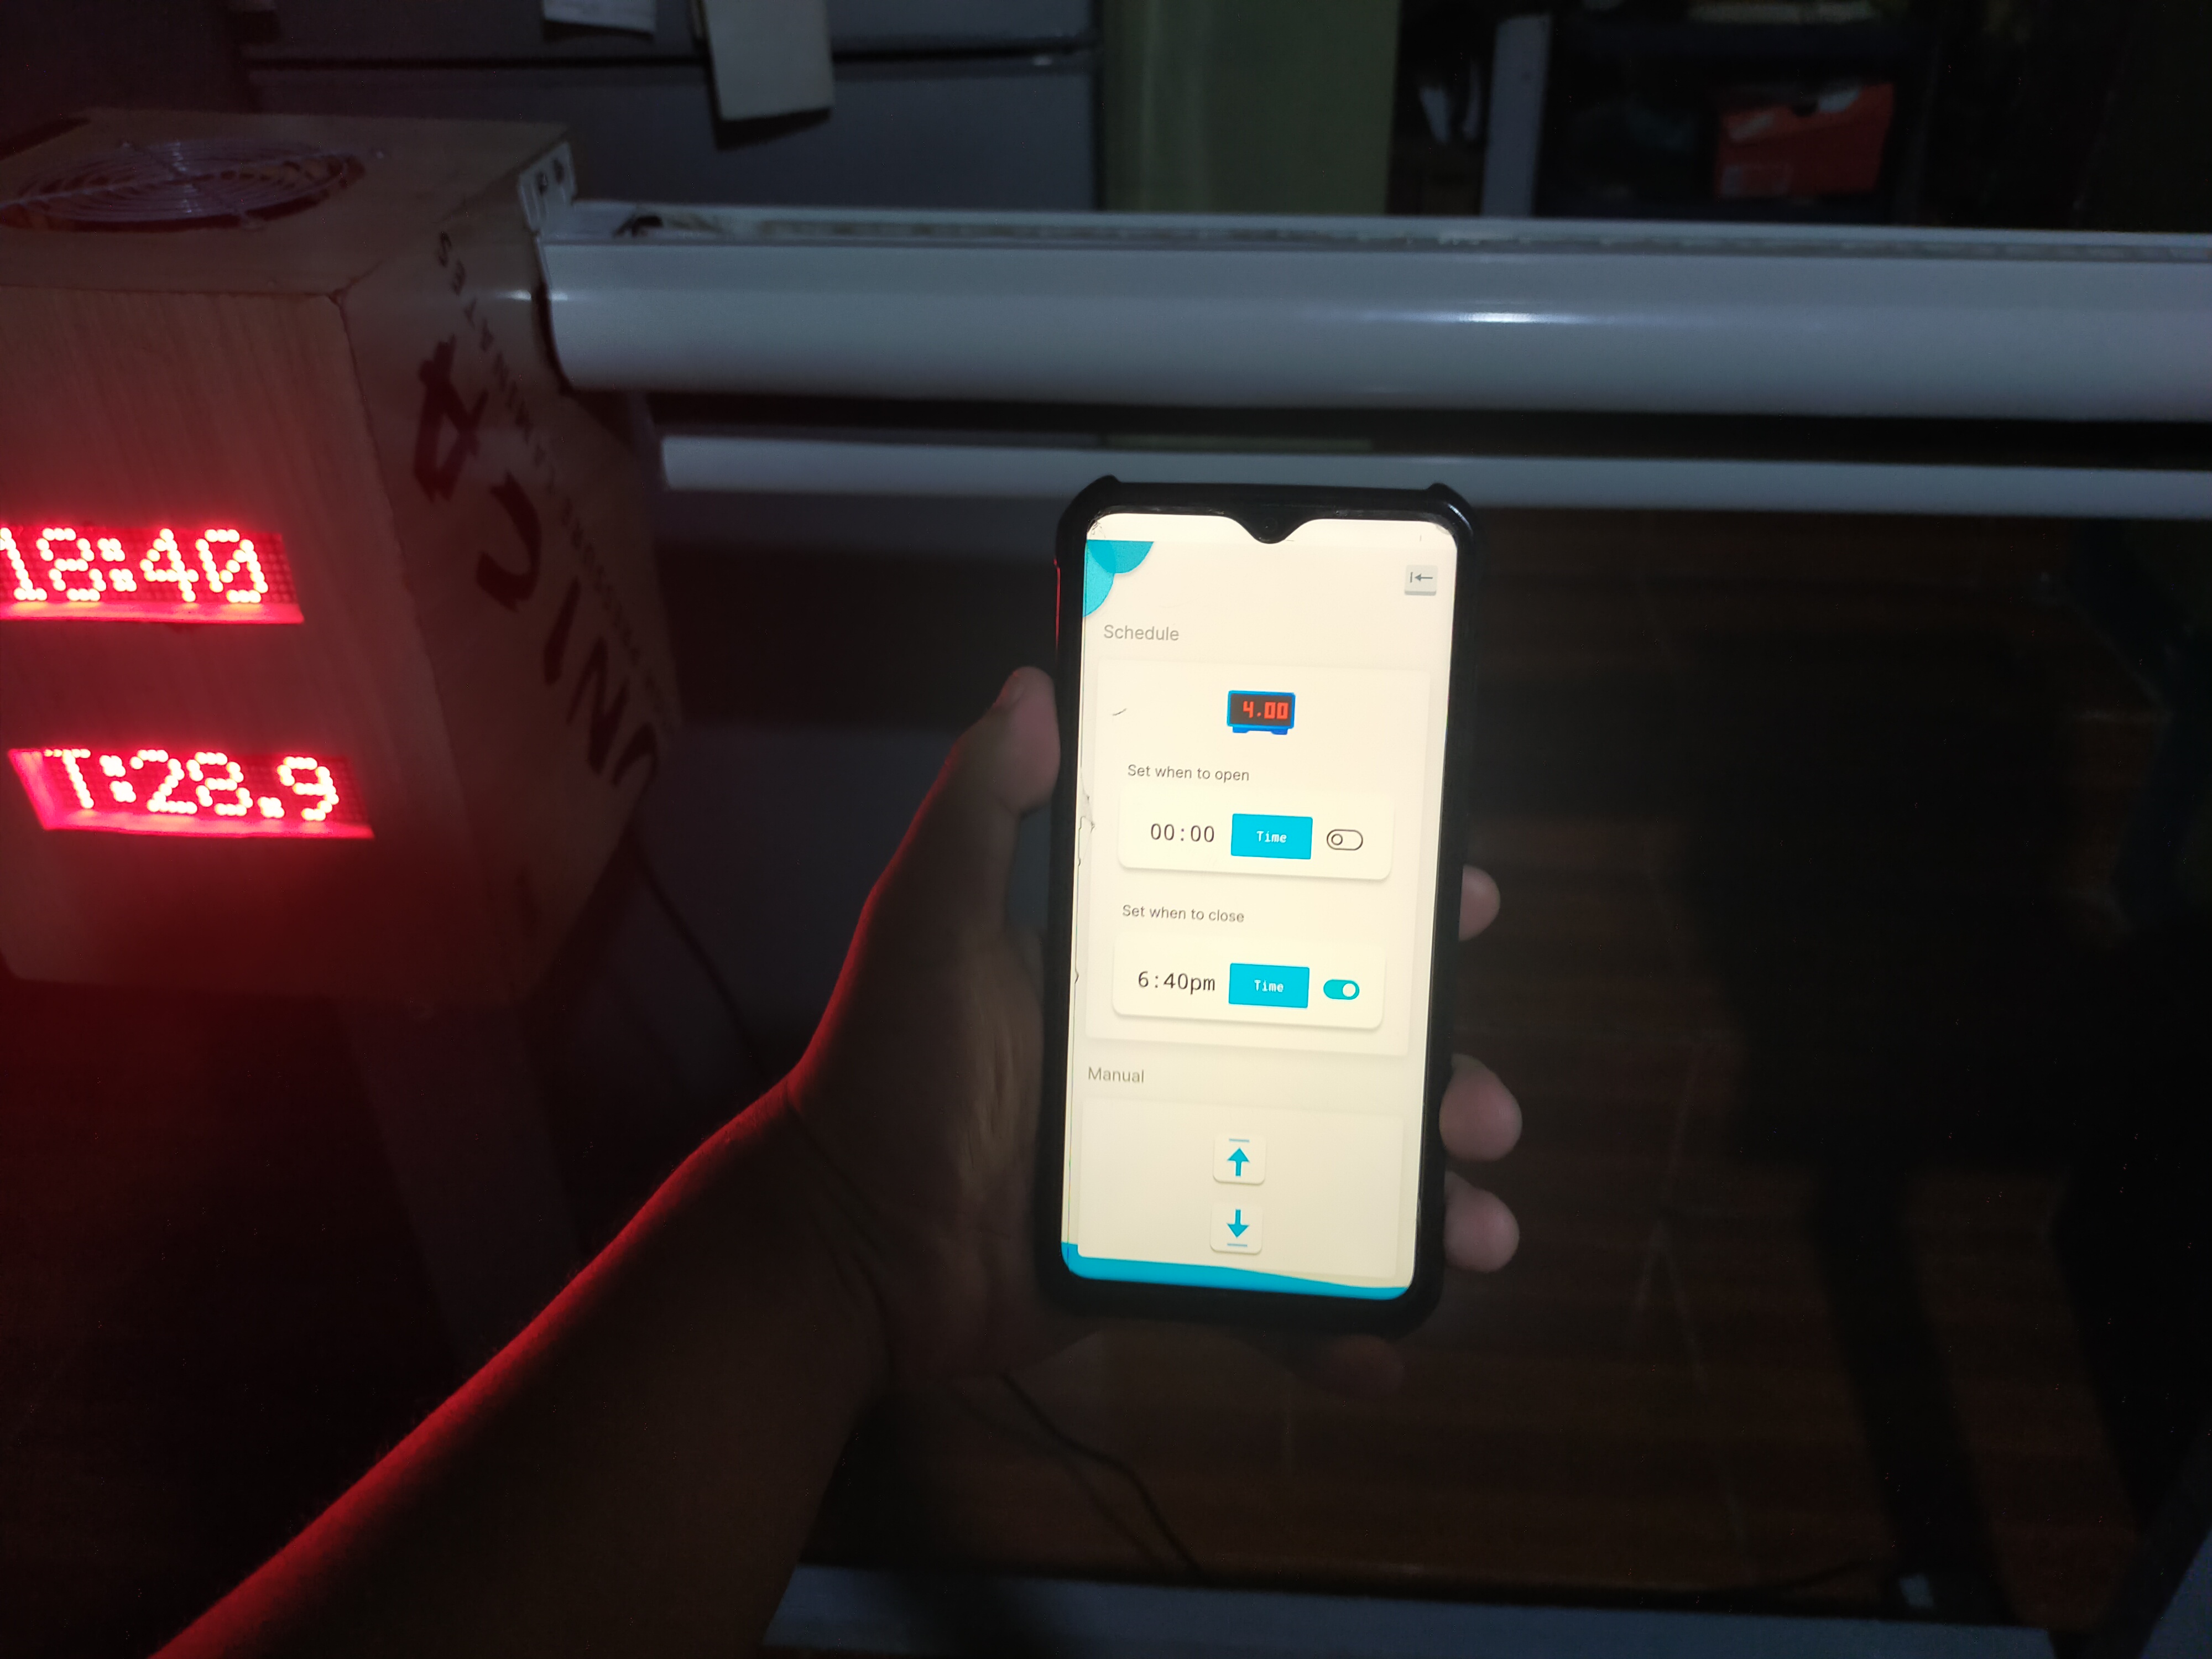 18:40
T:28.9
Schedule
4.00
Set when to open
00:00 Time
Set when to close
6:40pm Time
Manual